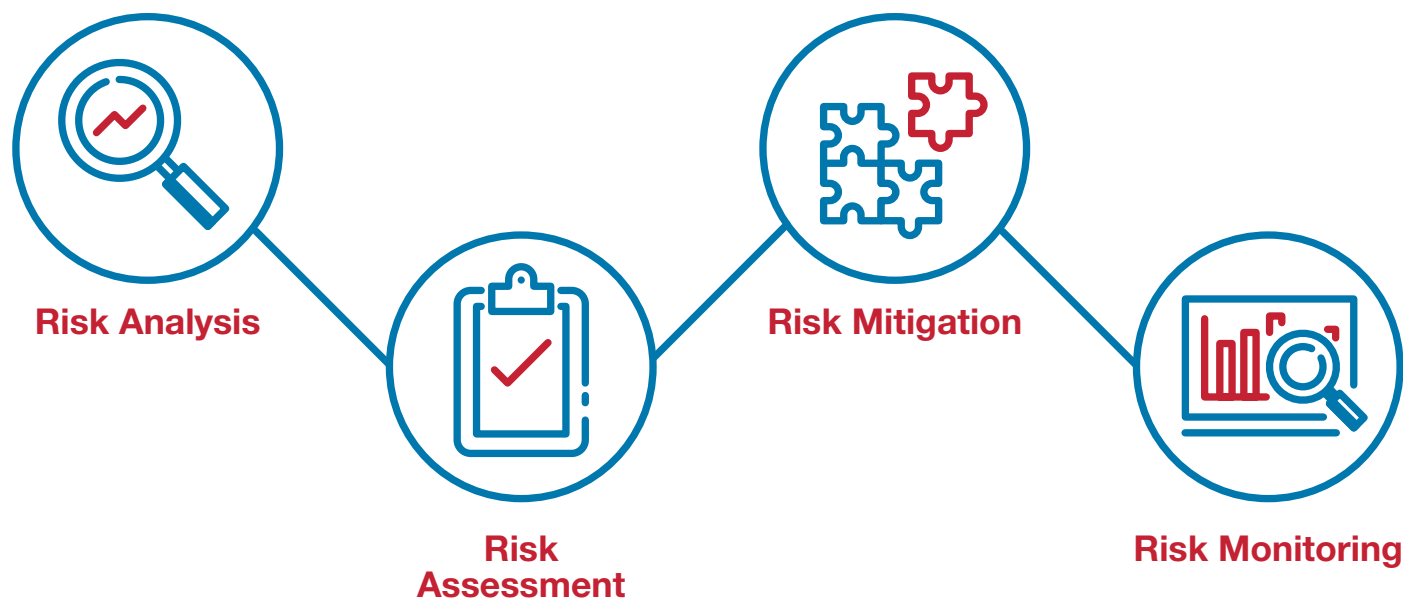 Risk Analysis
Risk
Assessment
Risk Mitigation
Risk Monitoring